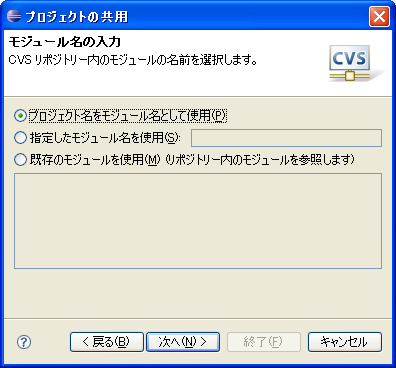 プロジェクトの共用
モジュール名の入力
CVS リポジトリー内のモジュールの名前を選択します。
CVS
プロジェクト名をモジュール名として使用(P)
指定したモジュール名を使用(S):
既存のモジュールを使用(M) (リポジトリー内のモジュールを参照します)
? < 戻る(B) 次へ(N) > 終了(F) キャンセル